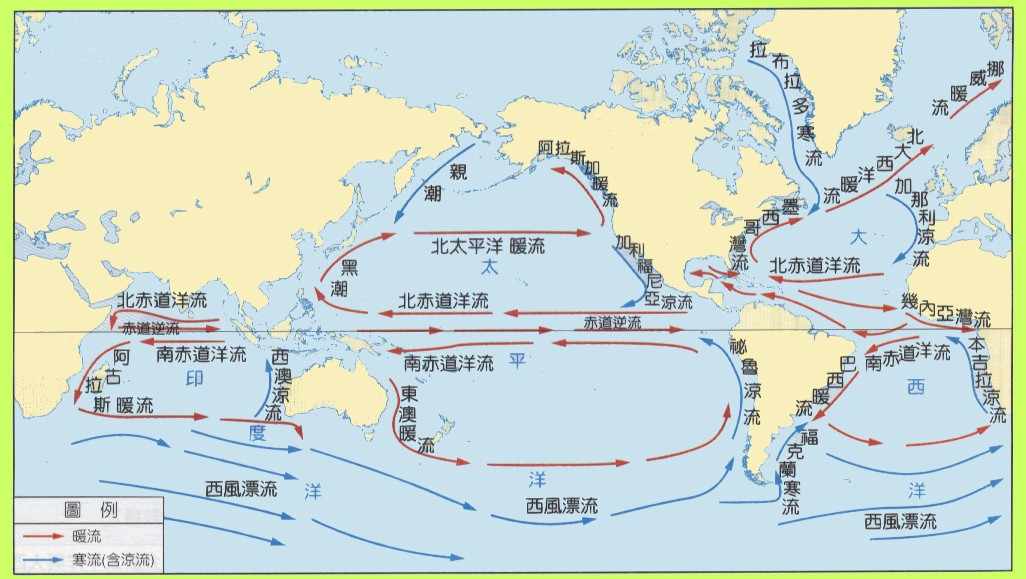 拉布拉多寒流
挪威暖流
北大西洋暖流
阿拉斯加暖流
親潮
墨西哥灣流
加那利涼流
大
北太平洋暖流
太
加利福尼亞涼流
黑潮
北赤道洋流
北赤道洋流
北赤道洋流
幾內亞灣流
赤道逆流
赤道逆流
南赤道洋流
南赤道洋流
南赤道洋流
平
祕魯涼流
本吉拉涼流
阿古拉斯暖流
印
西澳涼流
東澳暖流
巴西暖流
西
度
福克蘭寒流
洋
洋
洋
西風漂流
西風漂流
西風漂流
圖 例
暖流
寒流(含涼流)